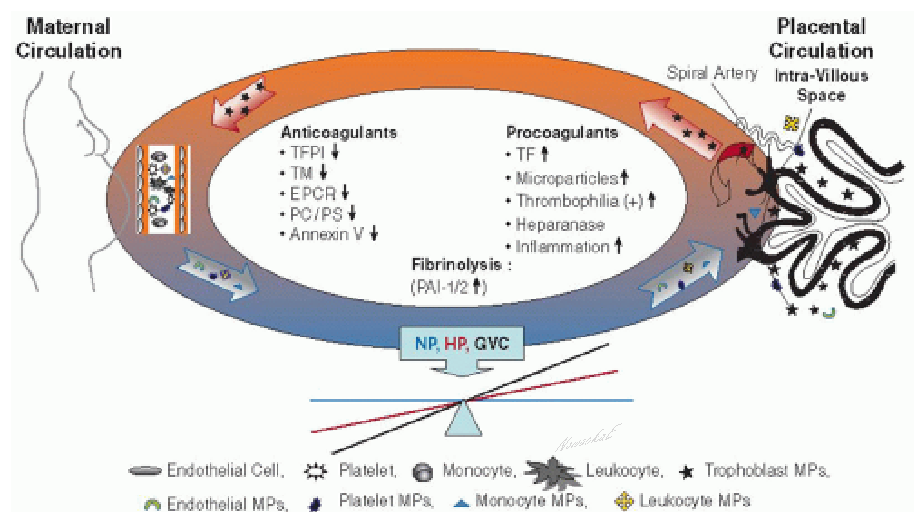 Maternal
Circulation
Placental
Circulation
Spiral Artery
Intra-Villous
Space
Anticoagulants
• TFPI ↓
• TM ↓
• EPCR ↓
• PC/PS ↓
• Annexin V ↓
Procoagulants
• TF ↑
• Microparticles ↑
• Thrombophilia (+) ↑
• Heparanase
• Inflammation ↑
Fibrinolysis :
(PAI-1/2 ↑)
NP, HP, GVC
Endothelial Cell, Platelet, Monocyte, Leukocyte, Trophoblast MPs,
Endothelial MPs, Platelet MPs, Monocyte MPs, Leukocyte MPs